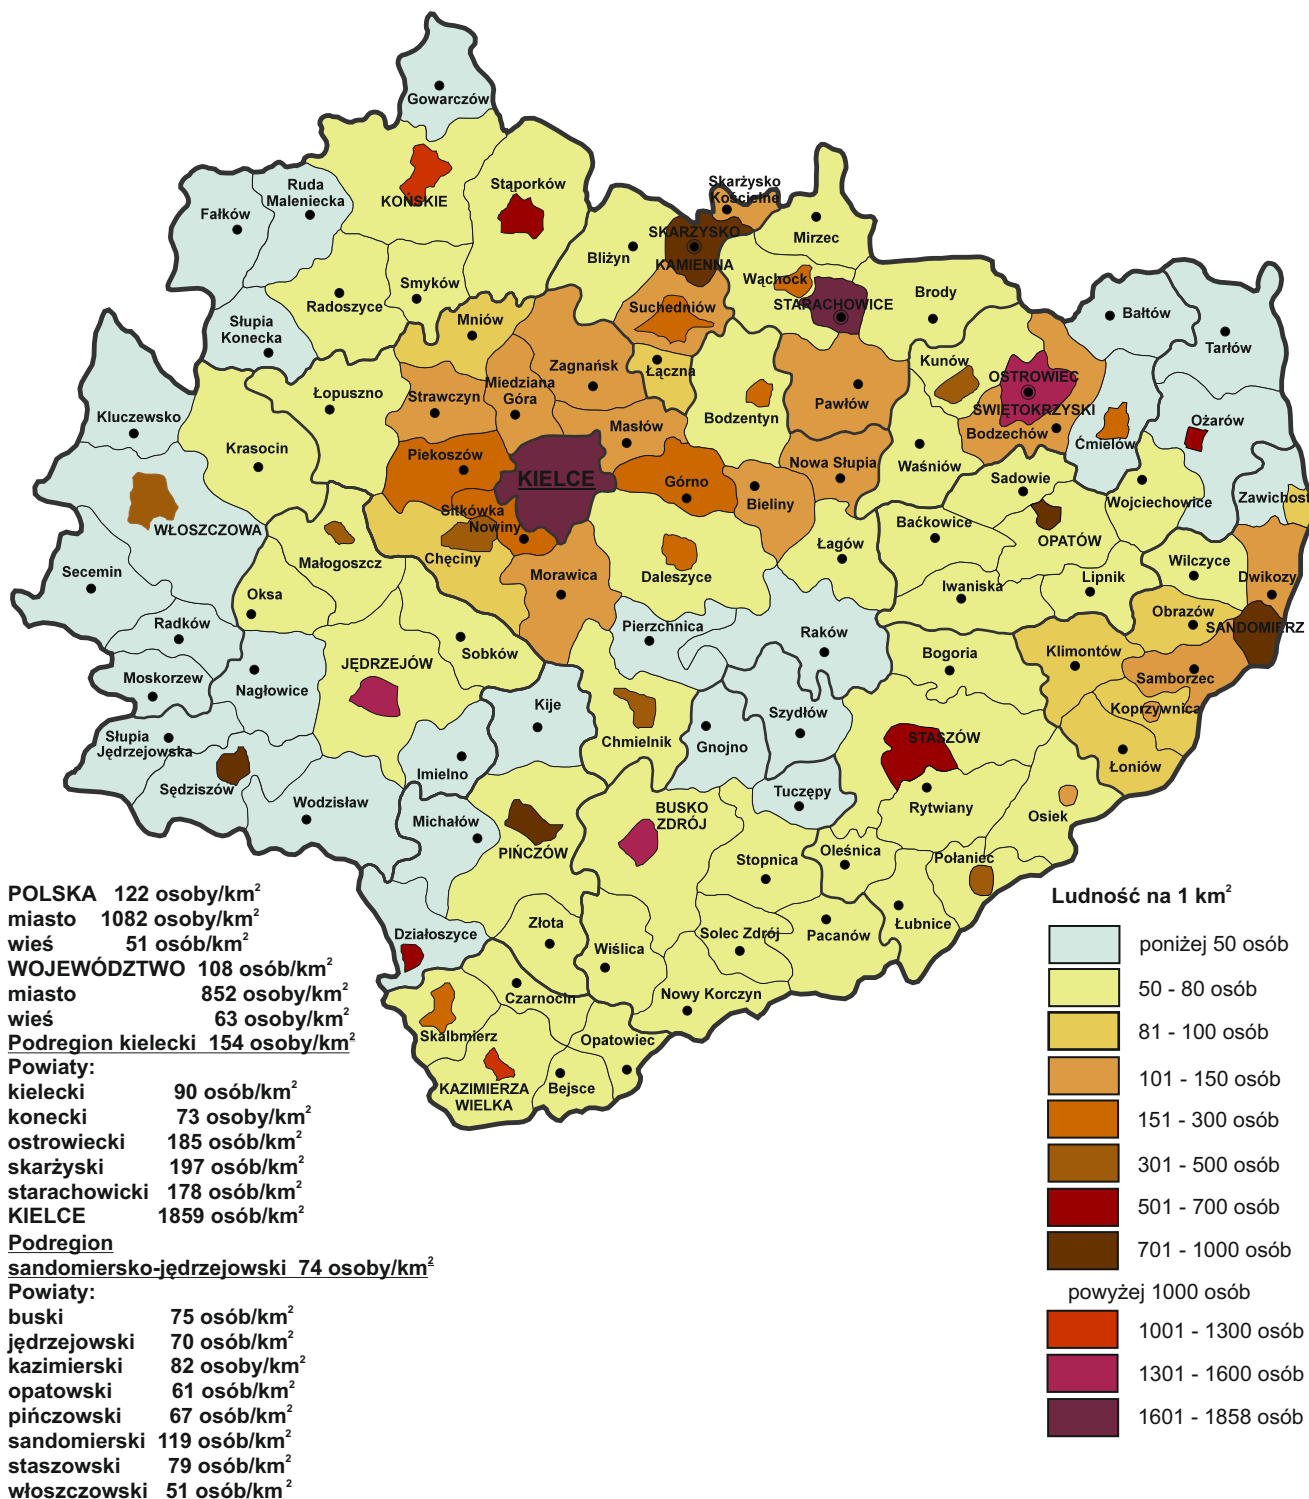 Gowarczów
Ruda
Maleniecka
Fałków
KOŃSKIE
Stąporków
Skarżysko
Kościelne
SKARZYSKO
KAMIENNA
Mirzec
Bliżyn
Smyków
Radoszyce
Słupia
Konecka
Mniów
Suchedniów
Wąchock
STARACHOWICE
Brody
Bałtów
Tarłów
Kunów
OSTROWIEC
ŚWIĘTOKRZYSKI
Bodzechów
Ćmielów
Ożarów
Zagnańsk
Łączna
Bodzentyn
Pawłów
Kluczewsko
Łopuszno
Strawczyn
Miedziana
Góra
Masłów
Krasocin
Piekoszów
KIELCE
Górno
Nowa Słupia
Bieliny
Waśniów
Sadowie
Wojciechowice
Zawichost
WŁOSZCZOWA
Sitkówka
Nowiny
Małogoszcz
Chęciny
Morawica
Daleszyce
Łagów
Baćkowice
OPATÓW
Iwaniska
Lipnik
Wilczyce
Dwikozy
Secemin
Oksa
Radków
Obrazów
SANDOMIERZ
Moskorzew
Nagłowice
JĘDRZEJÓW
Sobków
Pierzchnica
Raków
Bogoria
Klimontów
Samborzec
Koprzywnica
Łoniów
Słupia
Jędrzejowska
Sędziszów
Imielno
Kije
Chmielnik
Gnojno
Szydłów
STASZÓW
Wodzisław
Michałów
PIŃCZÓW
BUSKO
ZDRÓJ
Tuczępy
Rytwiany
Osiek
Stopnica
Oleśnica
Połaniec
Działoszyce
Złota
Wiślica
Solec Zdrój
Pacanów
Łubnice
Czarnocin
Nowy Korczyn
Skalbmierz
Opatowiec
KAZIMIERZA
WIELKA
Bejsce
POLSKA 122 osoby/km²
miasto 1082 osoby/km²
wieś 51 osób/km²
WOJEWÓDZTWO 108 osób/km²
miasto 852 osoby/km²
wieś 63 osoby/km²
Podregion kielecki 154 osoby/km²
Powiaty:
kielecki 90 osób/km²
konecki 73 osoby/km²
ostrowiecki 185 osób/km²
skarżyski 197 osób/km²
starachowicki 178 osób/km²
KIELCE 1859 osób/km²
Podregion
sandomiersko-jędrzejowski 74 osoby/km²
Powiaty:
buski 75 osób/km²
jędrzejowski 70 osób/km²
kazimierski 82 osoby/km²
opatowski 61 osób/km²
pińczowski 67 osób/km²
sandomierski 119 osób/km²
staszowski 79 osób/km²
włoszczowski 51 osób/km²
Ludność na 1 km²
poniżej 50 osób
50 - 80 osób
81 - 100 osób
101 - 150 osób
151 - 300 osób
301 - 500 osób
501 - 700 osób
701 - 1000 osób
powyżej 1000 osób
1001 - 1300 osób
1301 - 1600 osób
1601 - 1858 osób